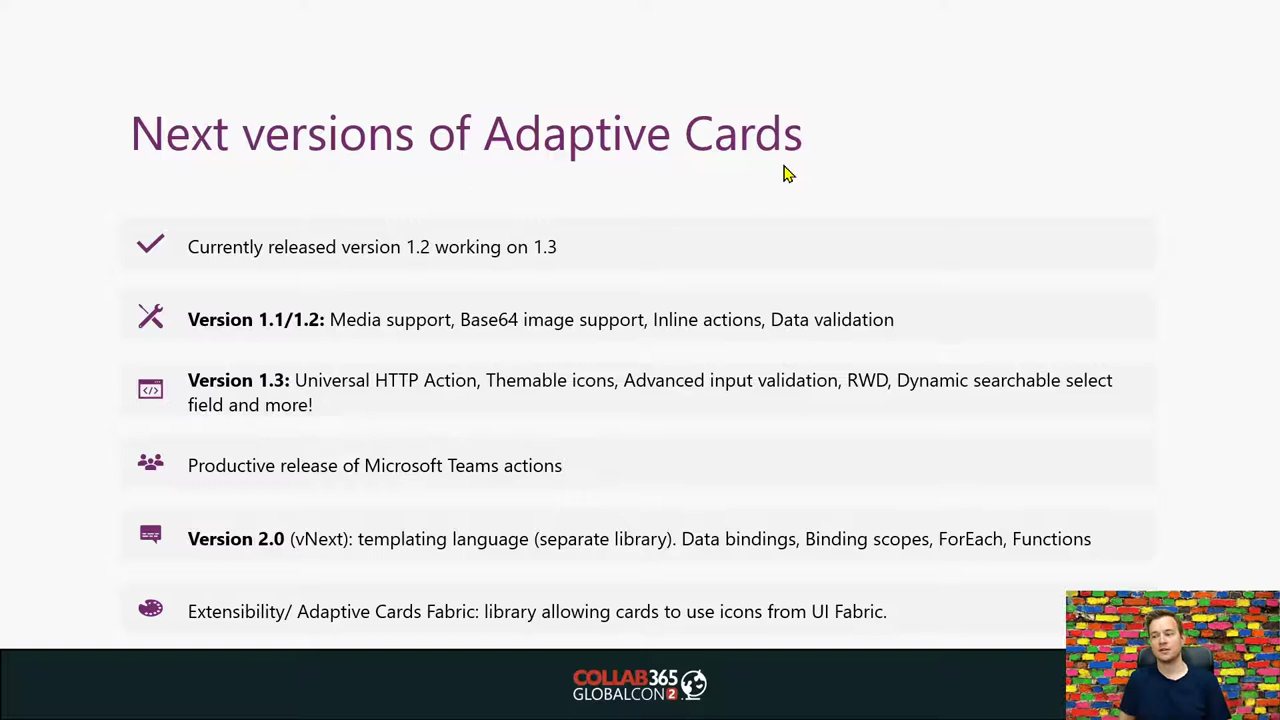 Next versions of Adaptive Cards
Currently released version 1.2 working on 1.3
Version 1.1/1.2: Media support, Base64 image support, Inline actions, Data validation
Version 1.3: Universal HTTP Action, Themable icons, Advanced input validation, RWD, Dynamic searchable select
field and more!
Productive release of Microsoft Teams actions
Version 2.0 (vNext): templating language (separate library). Data bindings, Binding scopes, ForEach, Functions
Extensibility/ Adaptive Cards Fabric: library allowing cards to use icons from UI Fabric.
COLLAB365
GLOBALCON2